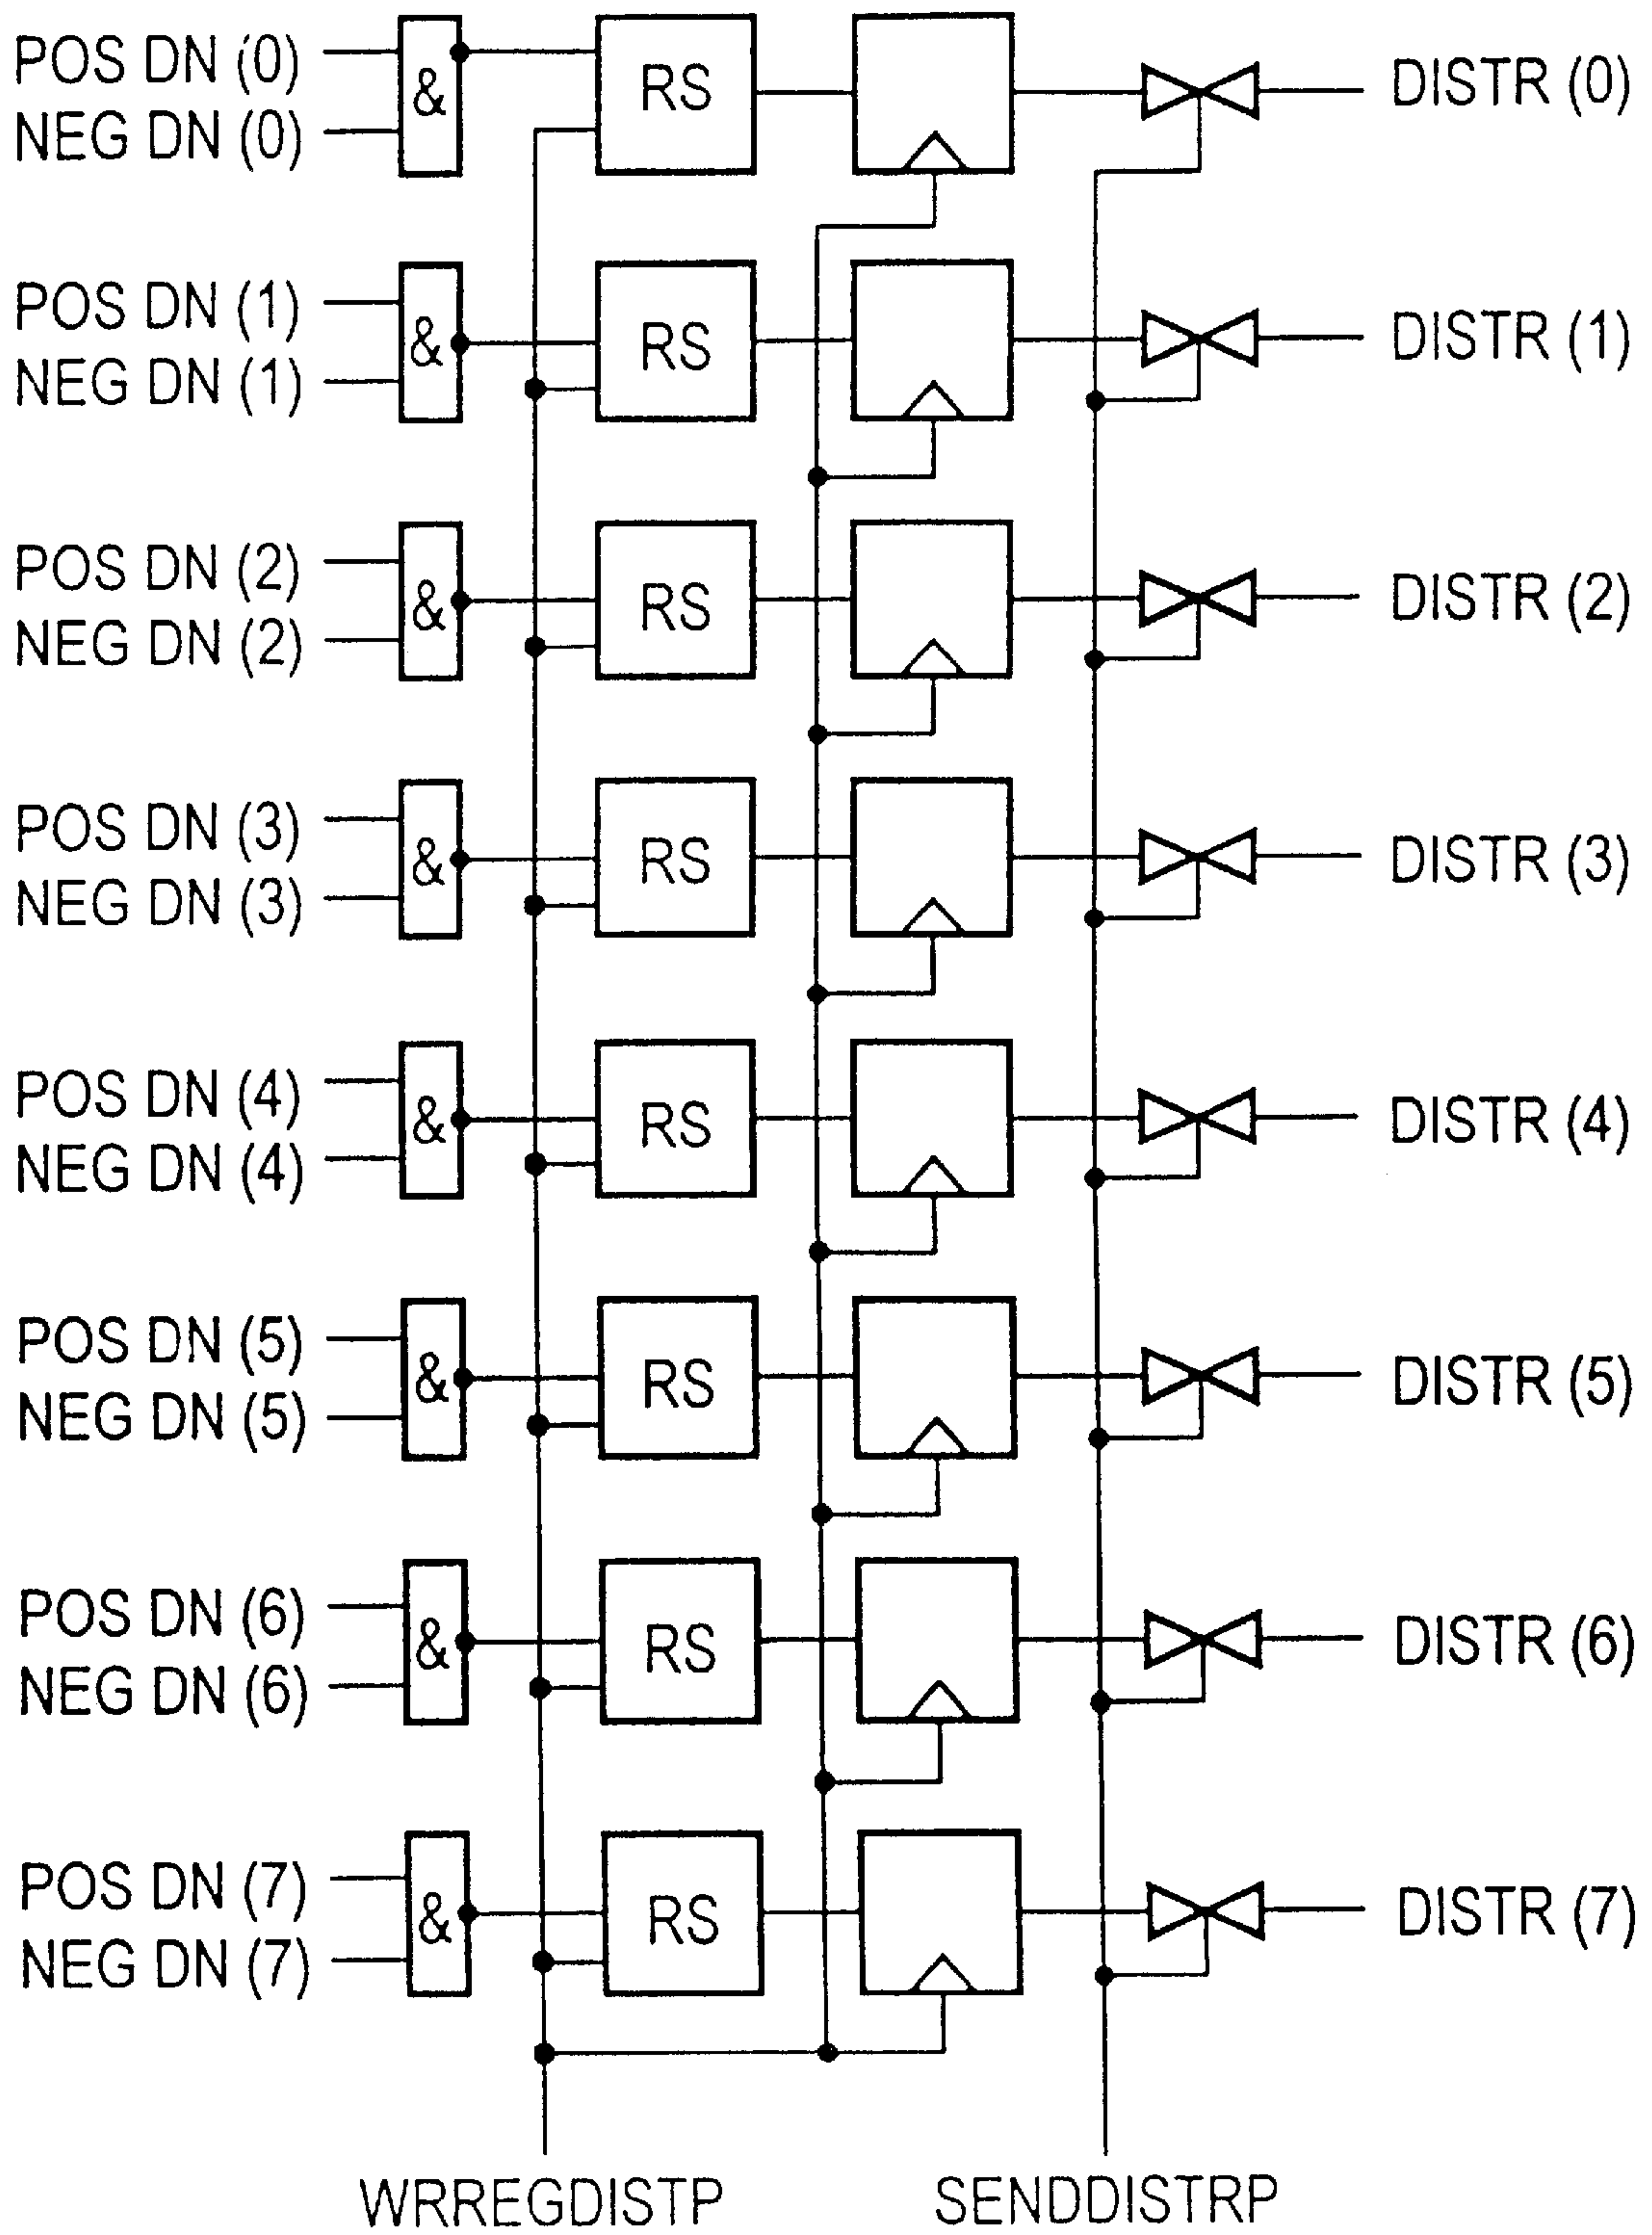 POS DN (0)
NEG DN (0)
&
RS
DISTR (0)
POS DN (1)
NEG DN (1)
&
RS
DISTR (1)
POS DN (2)
NEG DN (2)
&
RS
DISTR (2)
POS DN (3)
NEG DN (3)
&
RS
DISTR (3)
POS DN (4)
NEG DN (4)
&
RS
DISTR (4)
POS DN (5)
NEG DN (5)
&
RS
DISTR (5)
POS DN (6)
NEG DN (6)
&
RS
DISTR (6)
POS DN (7)
NEG DN (7)
&
RS
DISTR (7)
WRREGDISTP
SENDDISTRP